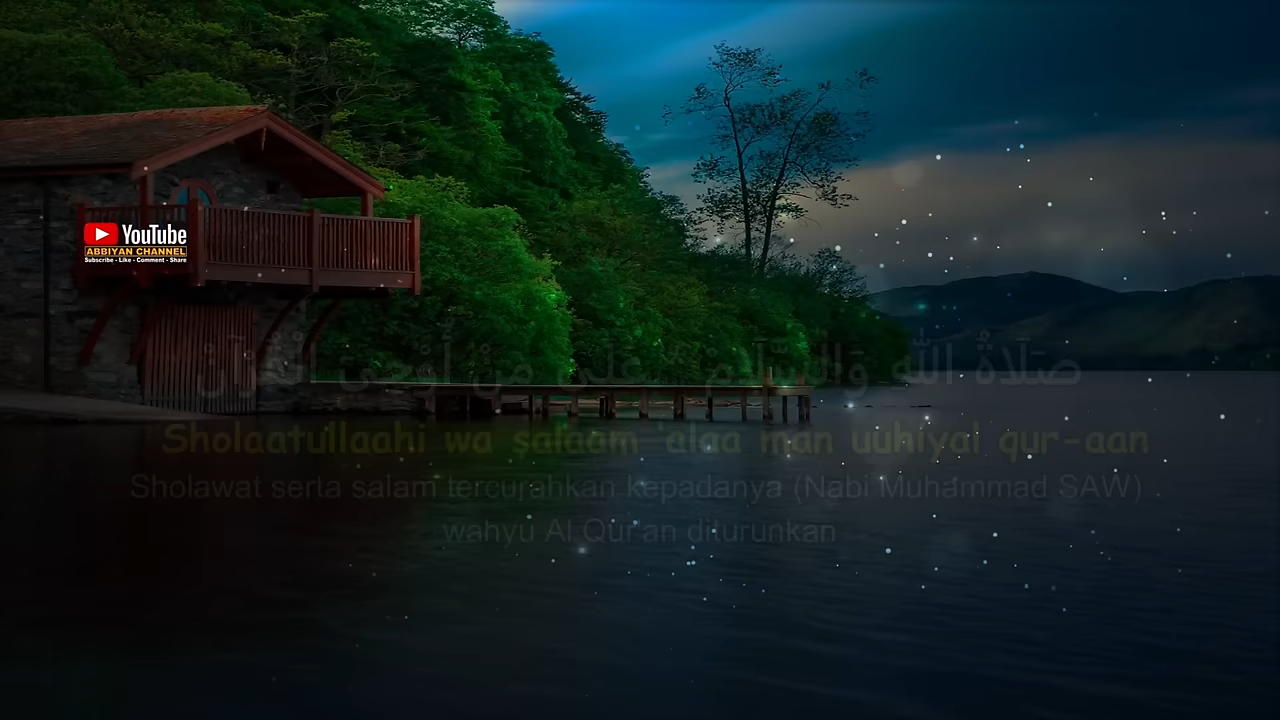 YouTube
ABBIYAN CHANNEL
Subscribe - Like - Comment - Share
صَلَاةُ اللّٰهِ وَالسَّلَامُ عَلَى مَنْ أُوْحِيَ الْقُرْآنَ
Sholaatullaahi wa salaam 'alaa man uuhiyal qur-aan
Sholawat serta salam tercurahkan kepadanya (Nabi Muhammad SAW)
wahyu Al Qur'an diturunkan